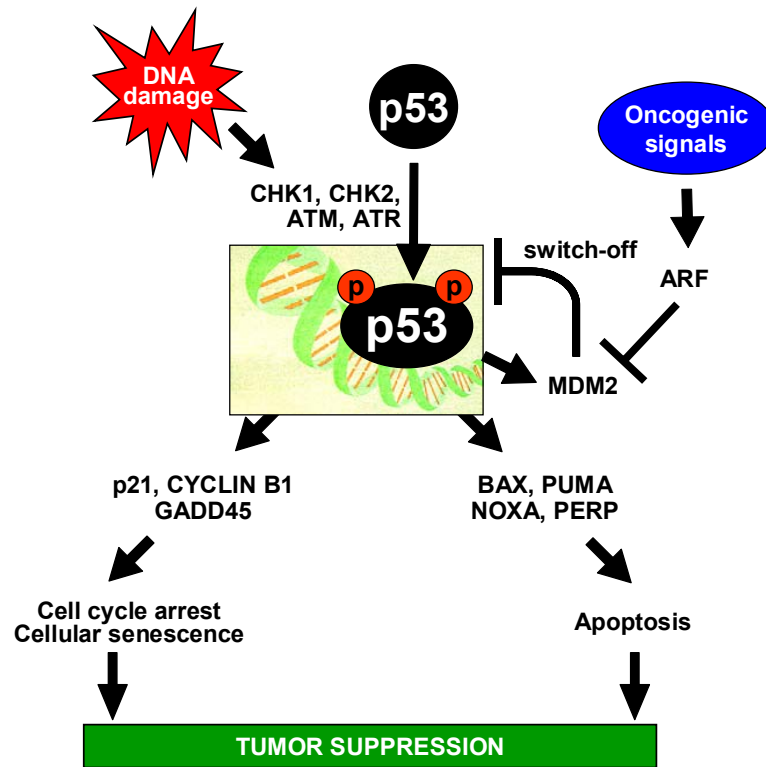 DNA
damage
p53
Oncogenic
signals
CHK1, CHK2,
ATM, ATR
switch-off
ARF
p
p
p53
MDM2
p21, CYCLIN B1
GADD45
BAX, PUMA
NOXA, PERP
Cell cycle arrest
Cellular senescence
Apoptosis
TUMOR SUPPRESSION